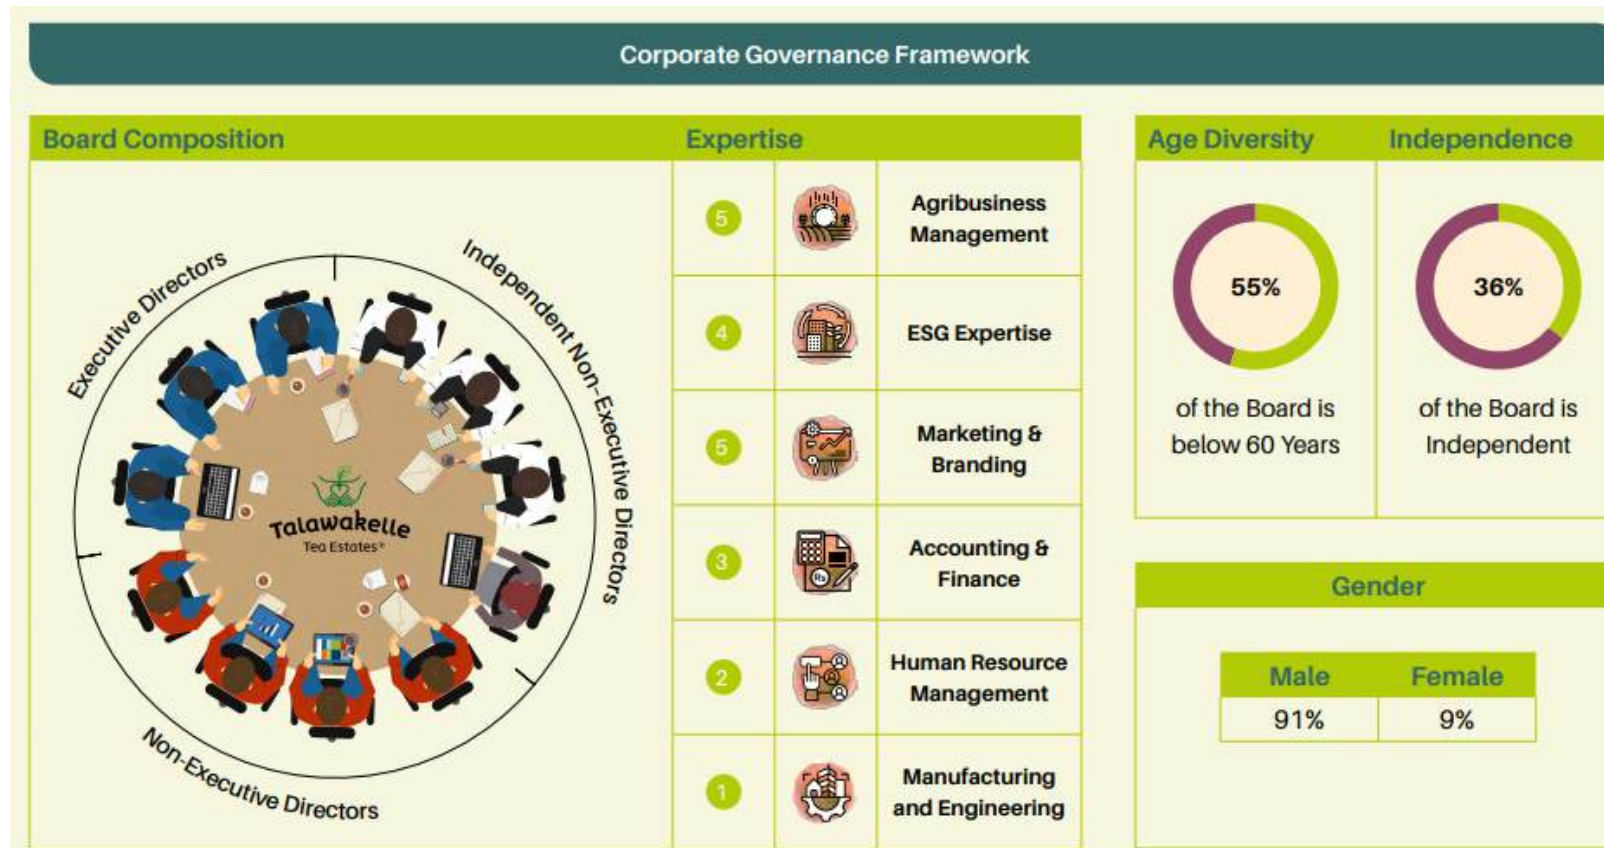 Corporate Governance Framework
Board Composition
Executive Directors
Independent Non-Executive Directors
Non-Executive Directors
Talawakelle
Tea Estates
Expertise
5
Agribusiness
Management
4
ESG Expertise
5
Marketing &
Branding
3
Rs
Accounting &
Finance
2
Human Resource
Management
1
Manufacturing
and Engineering
Age Diversity
55%
of the Board is
below 60 Years
Independence
36%
of the Board is
Independent
Gender
Male Female
91% 9%